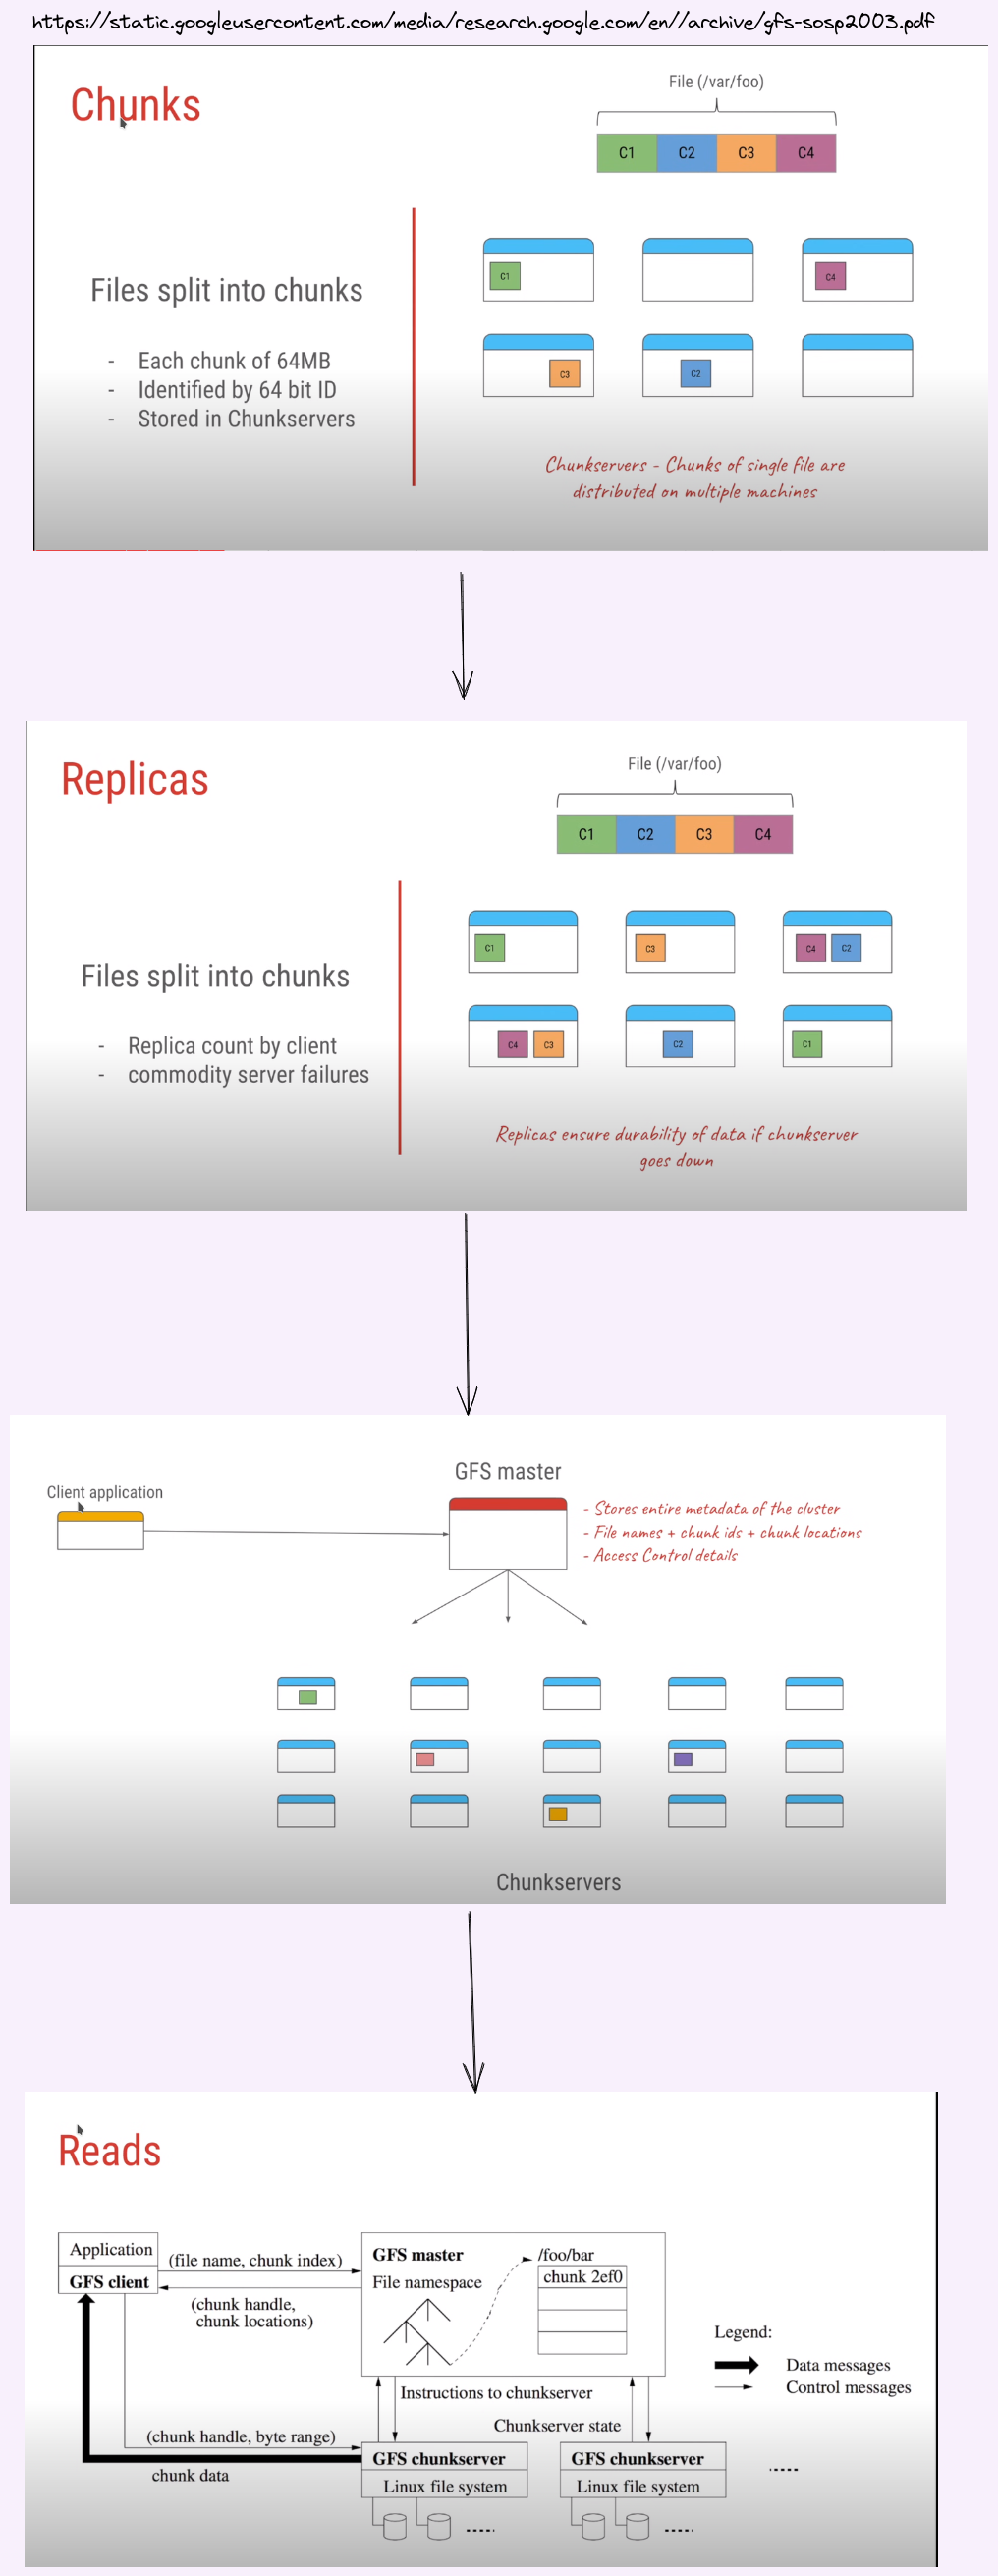 https://static.googleusercontent.com/media/research.google.com/en//archive/gfs-sosp2003.pdf
Chunks
File (/var/foo)
C1 C2 C3 C4
Files split into chunks
- Each chunk of 64MB
- Identified by 64 bit ID
- Stored in Chunkservers
C1
C4
C3
C2
Chunkservers - Chunks of single file are
distributed on multiple machines
Replicas
File (/var/foo)
C1 C2 C3 C4
Files split into chunks
- Replica count by client
- commodity server failures
C1
C3
C4 C2
C4 C3
C2
C1
Replicas ensure durability of data if chunkserver
goes down
Client application
GFS master
- Stores entire metadata of the cluster
- File names + chunk ids + chunk locations
- Access Control details
Chunkservers
Reads
Application
GFS client
(file name, chunk index)
(chunk handle,
chunk locations)
GFS master
File namespace
/foo/bar
chunk 2ef0
Legend:
Data messages
Control messages
Instructions to chunkserver
Chunkserver state
(chunk handle, byte range)
chunk data
GFS chunkserver
Linux file system
GFS chunkserver
Linux file system